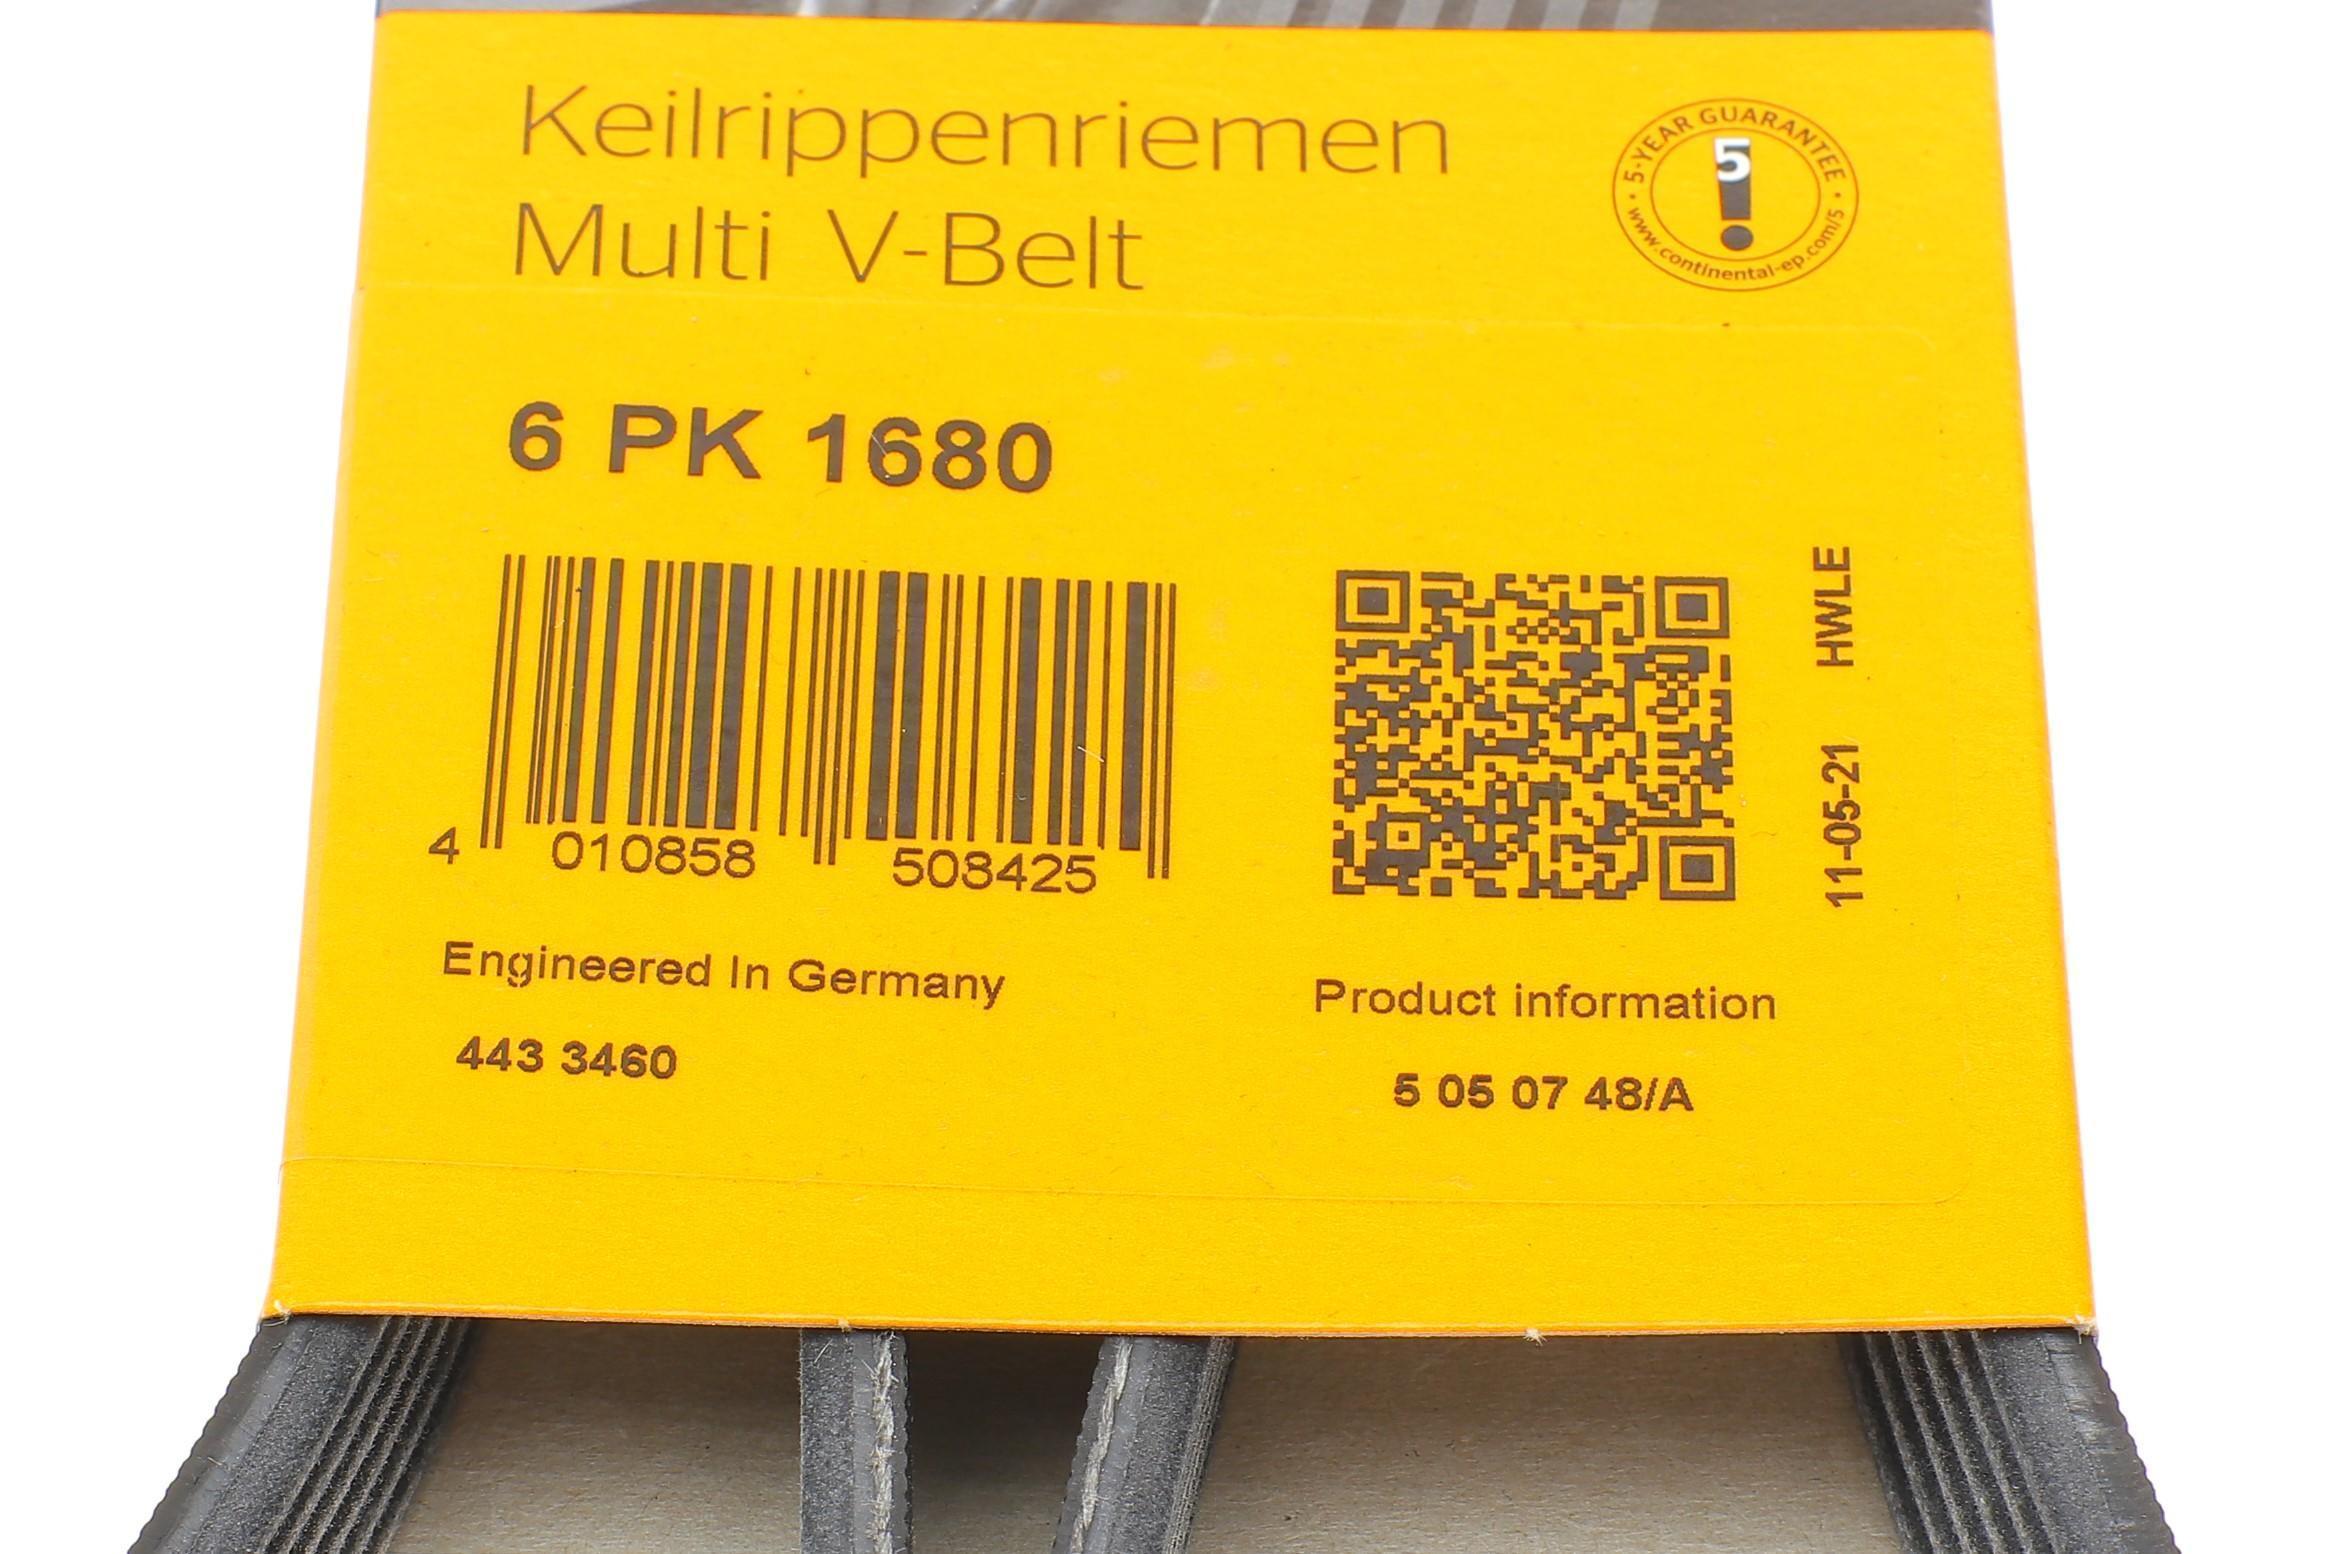 Keilrippenriemen
Multi V-Belt
5-YEAR GUARANTEE
5
www.continental-ep.com/5
6 PK 1680
HWLE
11-05-21
4 010858 508425
Engineered In Germany
Product information
443 3460
5 05 07 48/A